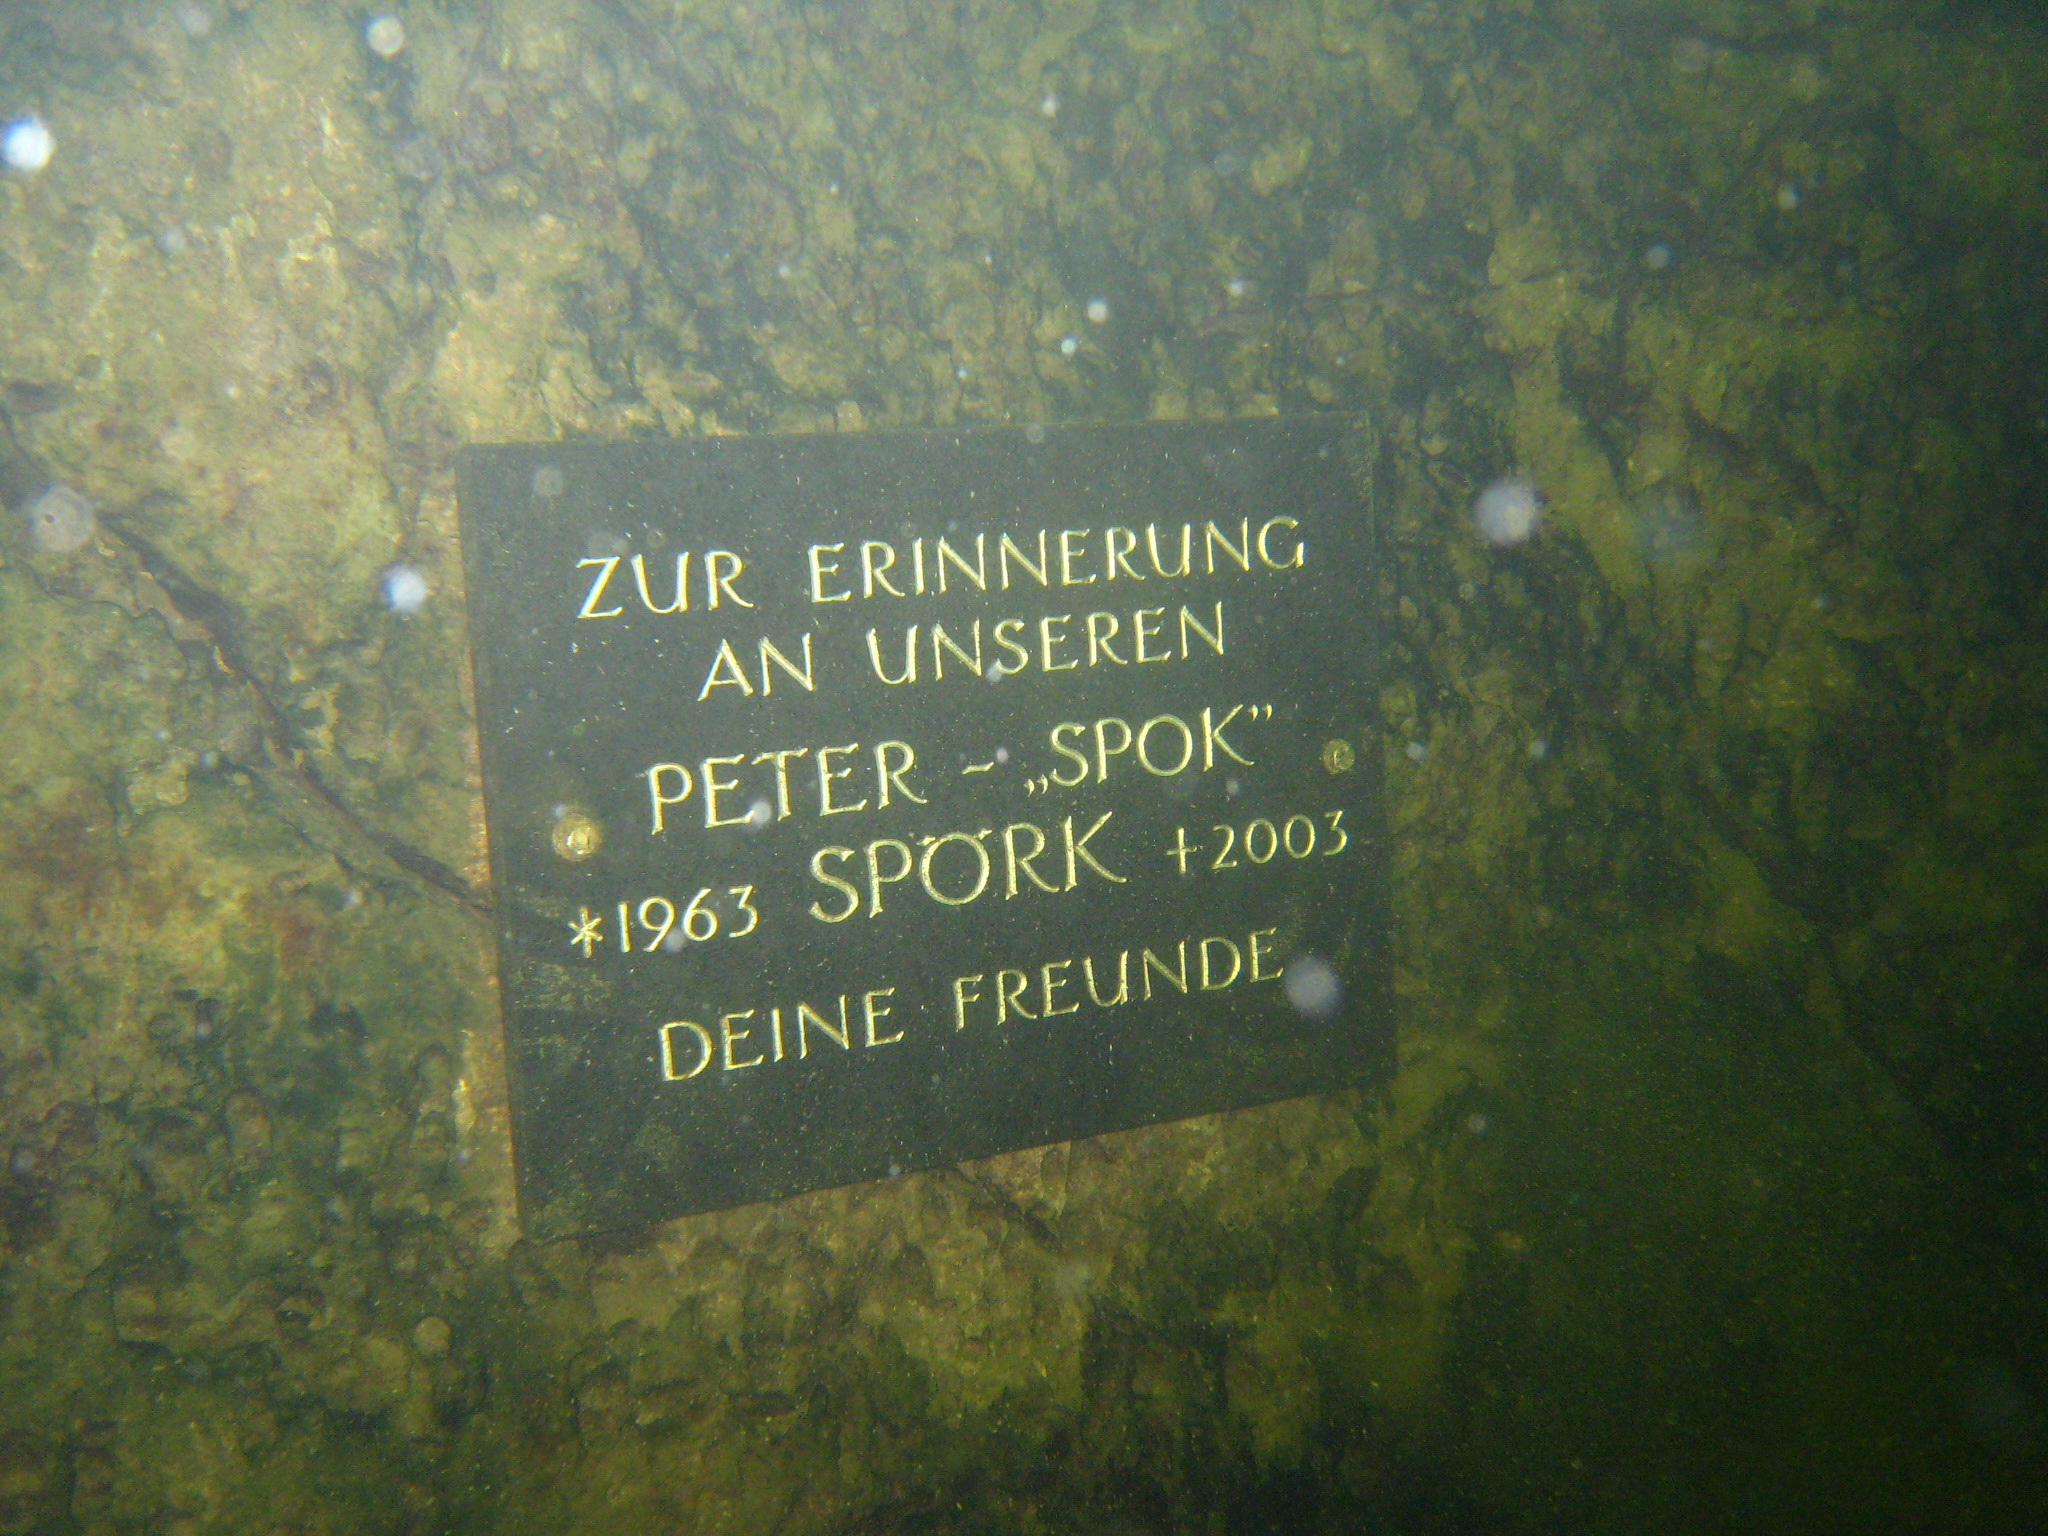 ZUR ERINNERUNG
AN UNSEREN
PETER - „SPOK”
*1963 SPÖRK †2003
DEINE FREUNDE